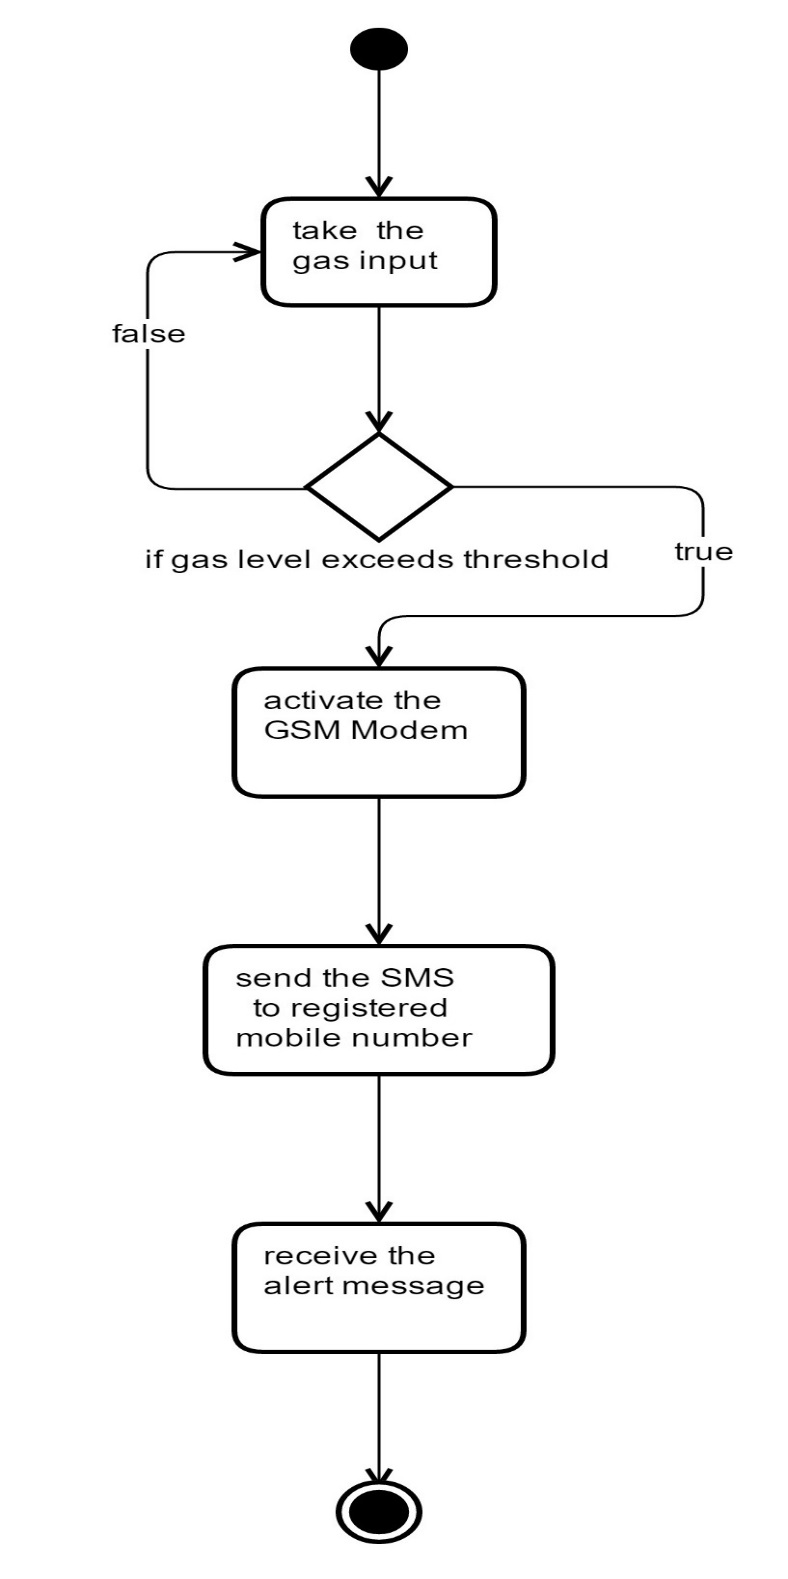 take  the
gas input
false
if gas level exceeds threshold
true
activate the
GSM Modem
send the SMS
to registered
mobile number
receive the
alert message